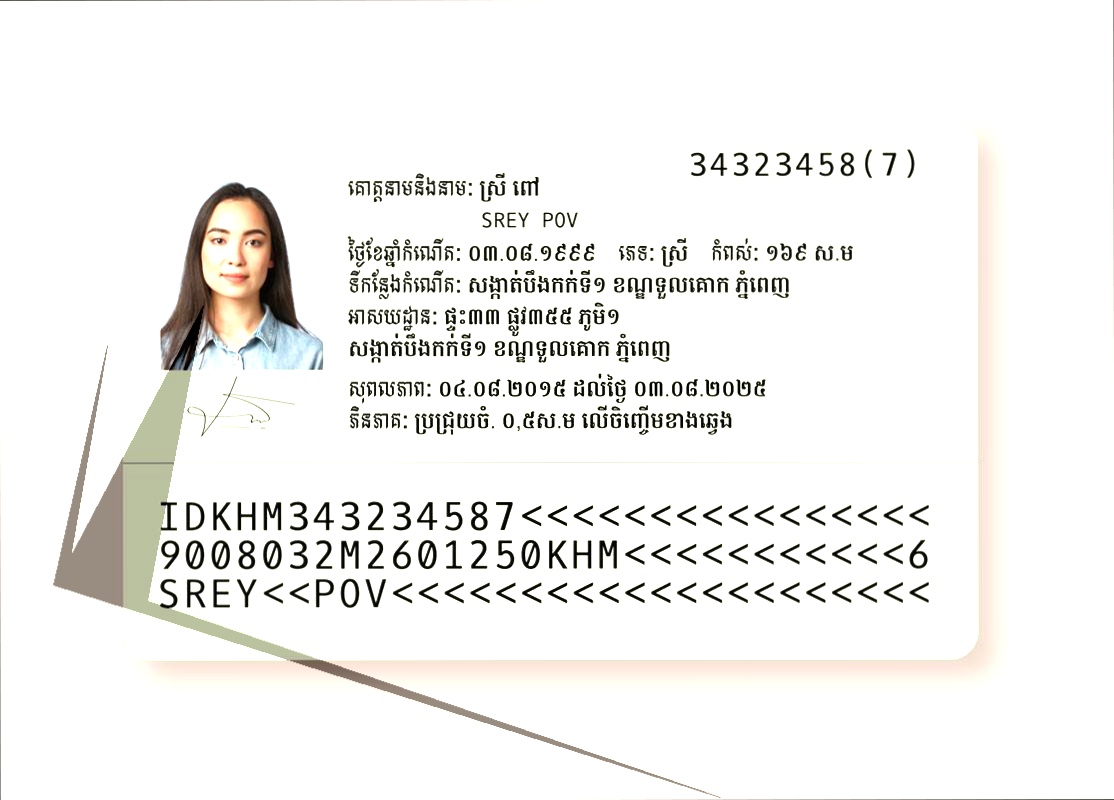 34323458(7)
គោត្តនាមនិងនាម: ស្រី ពៅ
SREY POV
ថ្ងៃខែឆ្នាំកំណើត: ០៣.០៨.១៩៩៩ ភេទ: ស្រី កំពស់: ១៦៩ ស.ម
ទីកន្លែងកំណើត: សង្កាត់បឹងកក់ទី១ ខណ្ឌទួលគោក ភ្នំពេញ
អាសយដ្ឋាន: ផ្ទះ៣៣ ផ្លូវ៣៥៥ ភូមិ១
សង្កាត់បឹងកក់ទី១ ខណ្ឌទួលគោក ភ្នំពេញ
សុពលភាព: ០៤.០៨.២០១៥ ដល់ថ្ងៃ ០៣.០៨.២០២៥
ភិនភាគ: ប្រជ្រុយចំ. ០,៥ស.ម លើចិញ្ចើមខាងឆ្វេង
IDKHM343234587<<<<<<<<<<<<<<<<
9008032M2601250KHM<<<<<<<<<<<6
SREY<<POV<<<<<<<<<<<<<<<<<<<<<